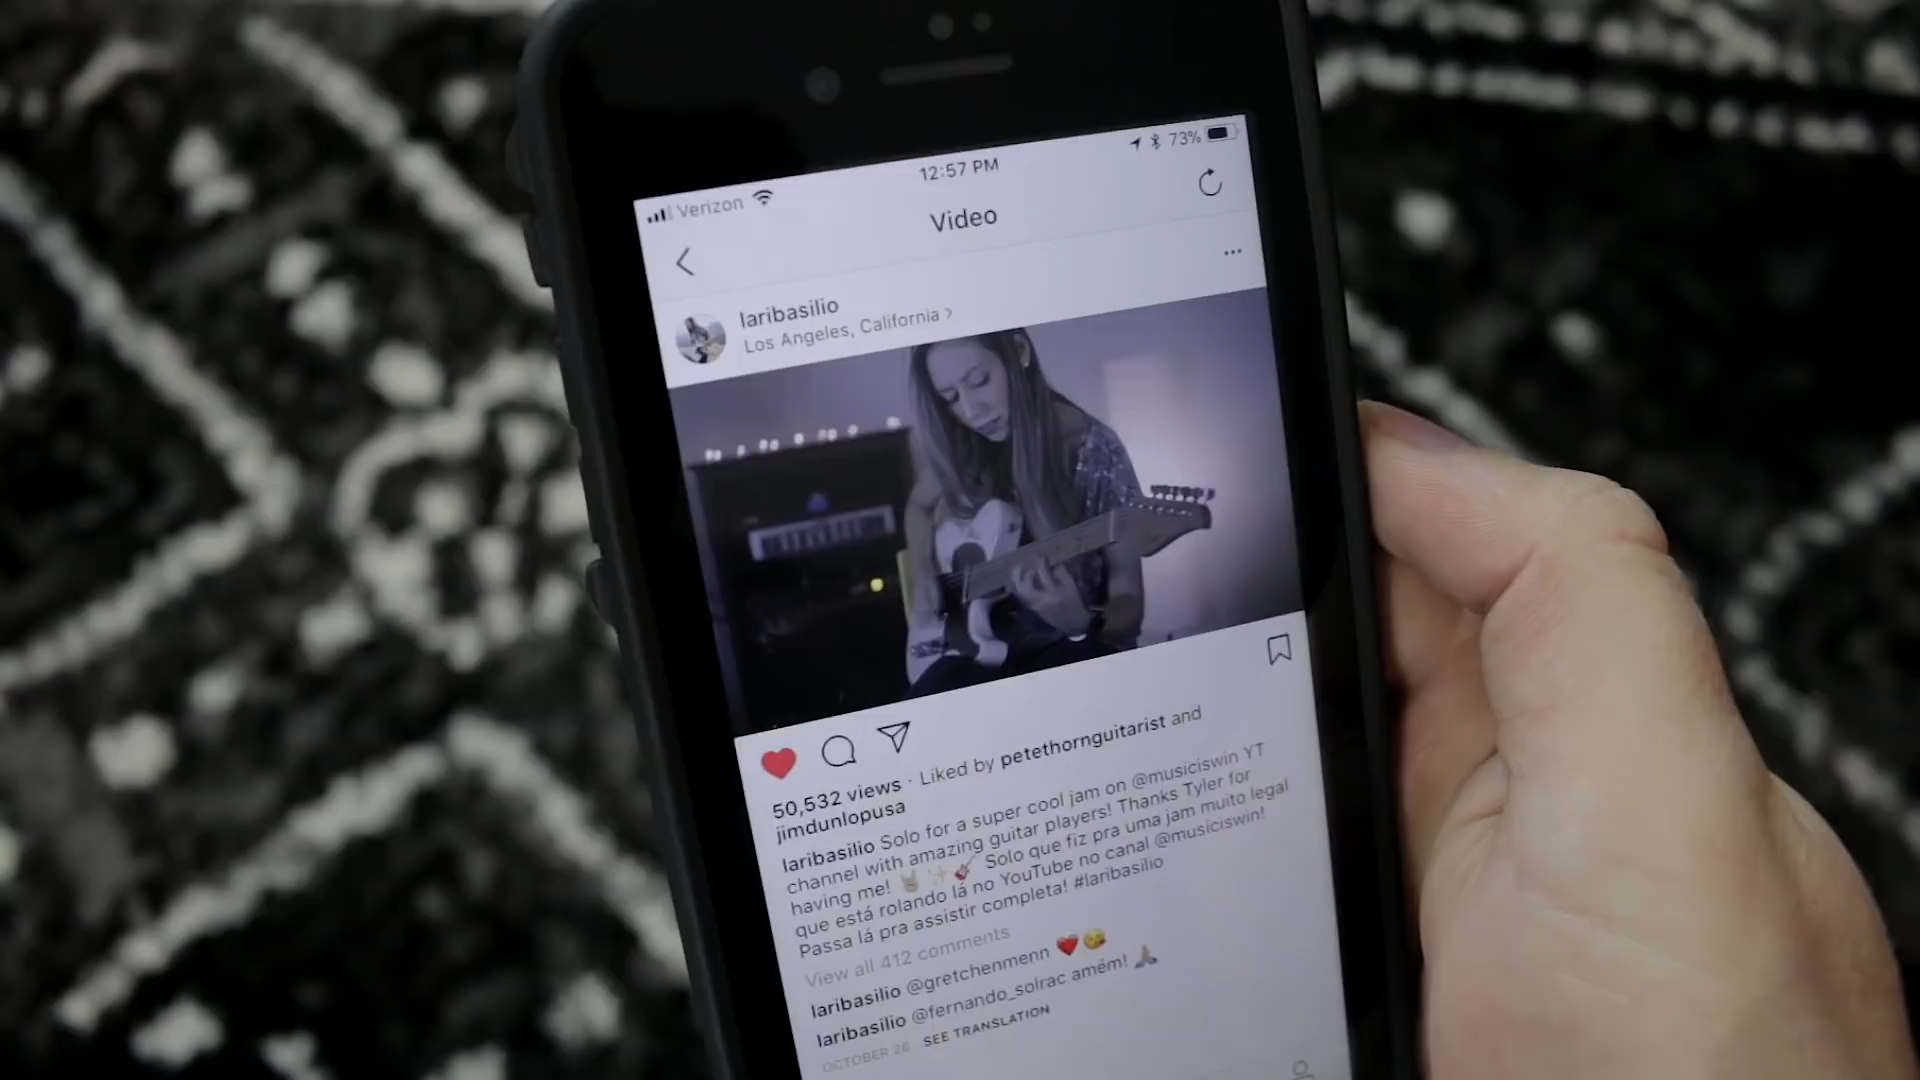 Verizon 12:57 PM 73%
Video
laribasilio
Los Angeles, California >
50,532 views · Liked by petethornguitarist and
jimdunlopusa
laribasilio Solo for a super cool jam on @musiciswin YT
channel with amazing guitar players! Thanks Tyler for
having me! 🤘🏼 ✨ 🎸 Solo que fiz pra uma jam muito legal
que está rolando lá no YouTube no canal @musiciswin!
Passa lá pra assistir completa! #laribasilio
View all 412 comments
laribasilio @gretchenmenn ❤️ 😘
laribasilio @fernando_solrac amém! 🙏🏼
OCTOBER 26 SEE TRANSLATION